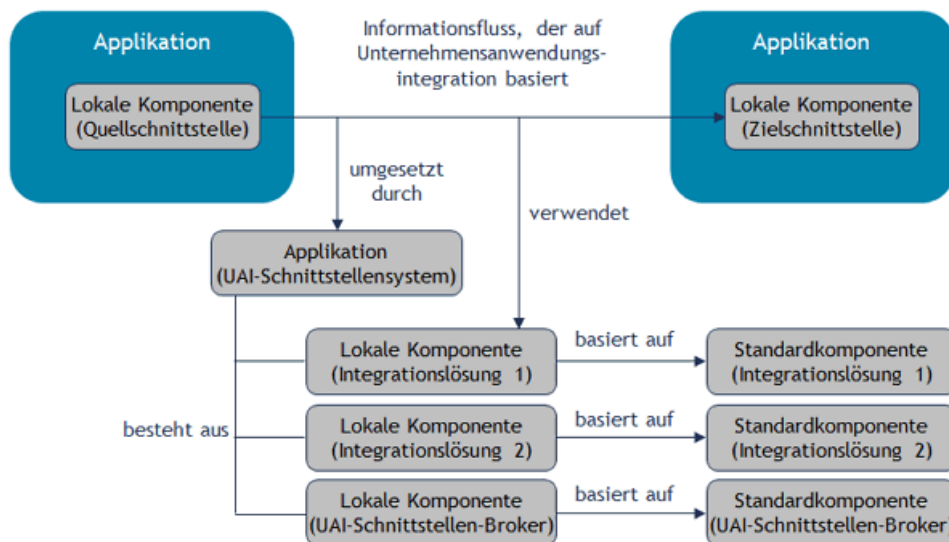 Applikation
Informationsfluss, der auf
Unternehmensanwendungs-
integration basiert
Applikation
Lokale Komponente
(Quellschnittstelle)
Lokale Komponente
(Zielschnittstelle)
umgesetzt
durch
verwendet
Applikation
(UAI-Schnittstellensystem)
Lokale Komponente
(Integrationslösung 1)
basiert auf
Standardkomponente
(Integrationslösung 1)
besteht aus
Lokale Komponente
(Integrationslösung 2)
basiert auf
Standardkomponente
(Integrationslösung 2)
Lokale Komponente
(UAI-Schnittstellen-Broker)
basiert auf
Standardkomponente
(UAI-Schnittstellen-Broker)